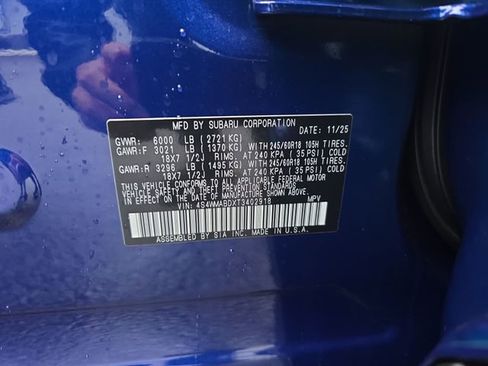 MFD BY SUBARU CORPORATION DATE: 11/25
GVWR: 6000 LB ( 2721 KG)
GAWR:F 3021 LB ( 1370 KG) WITH 245/60R18 105H TIRES,
18X7 1/2J RIMS, AT 240 KPA ( 35 PSI) COLD
GAWR:R 3296 LB ( 1495 KG) WITH 245/60R18 105H TIRES,
18X7 1/2J RIMS, AT 240 KPA ( 35 PSI) COLD
THIS VEHICLE CONFORMS TO ALL APPLICABLE FEDERAL MOTOR
VEHICLE SAFETY AND BUMPER STANDARDS IN EFFECT ON THE
DATE OF MANUFACTURE SHOWN ABOVE.
VIN: 4S4WMABDXT3402918 MPV
ASSEMBLED BY SIA INC. MADE IN U.S.A.